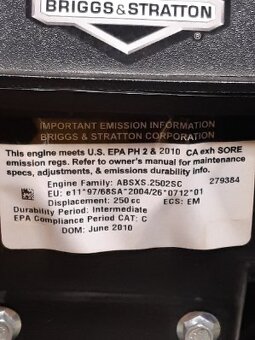 BRIGGS & STRATTON
®
IMPORTANT EMISSION INFORMATION
BRIGGS & STRATTON CORPORATION
This engine meets U.S. EPA PH 2 & 2010 CA exh SORE
emission regs. Refer to owner's manual for maintenance
specs, adjustments, & emissions durability info.
Engine Family: ABSXS.2502SC 279384
EU: e11*97/68SA*2004/26*0712*01
Displacement: 250 cc ECS: EM
Durability Period: Intermediate
EPA Compliance Period CAT: C
DOM: June 2010